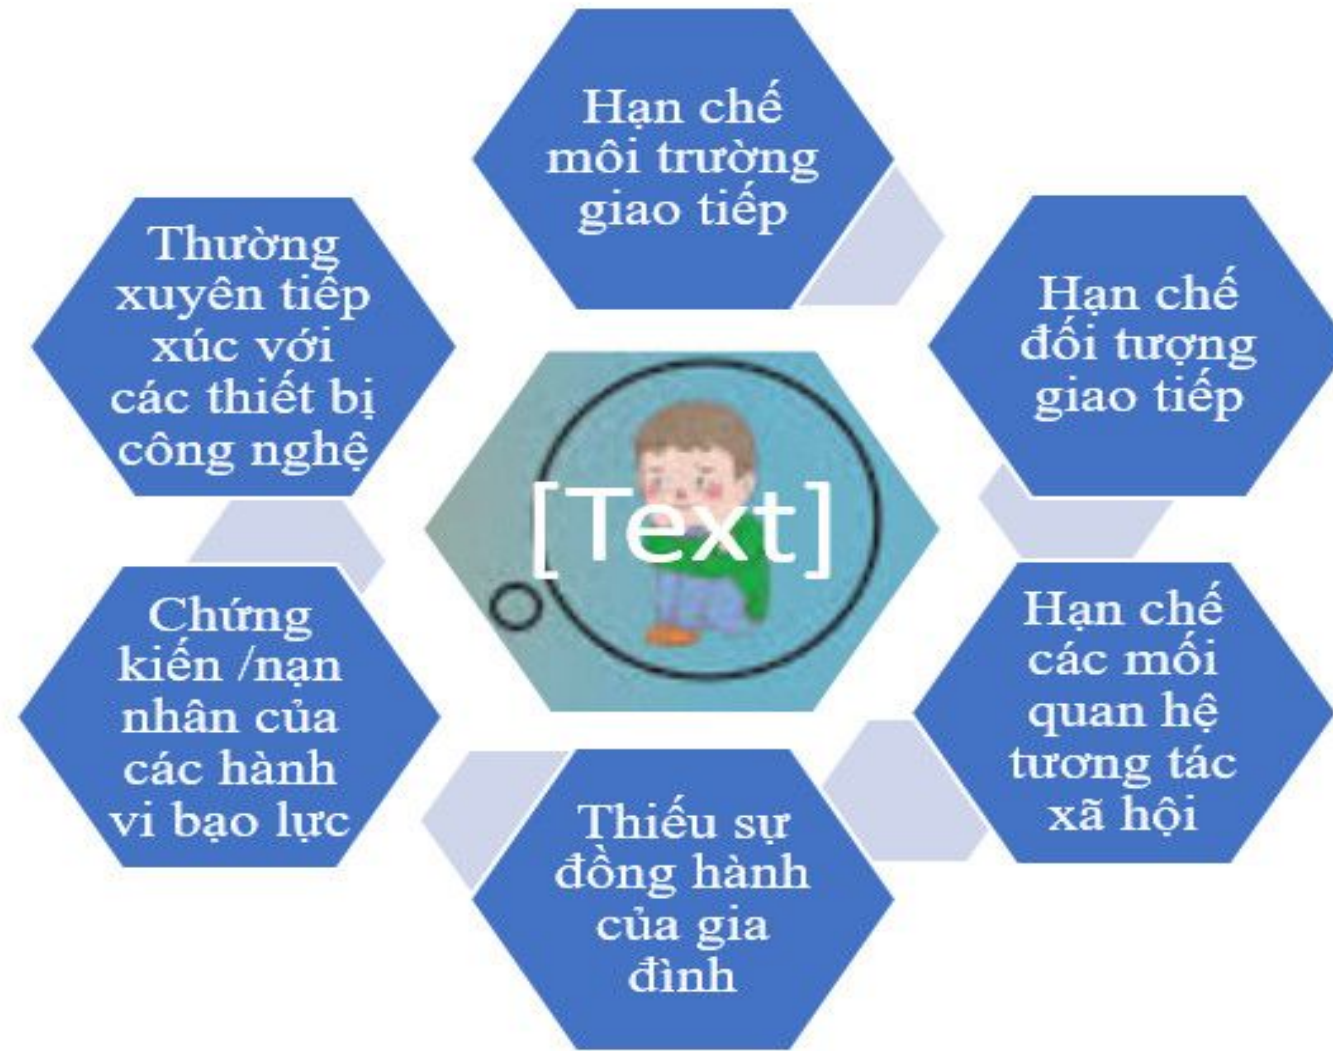 Hạn chế
môi trường
giao tiếp
Hạn chế
đối tượng
giao tiếp
Hạn chế
các mối
quan hệ
tương tác
xã hội
Thiếu sự
đồng hành
của gia
đình
Chứng
kiến /nạn
nhân của
các hành
vi bạo lực
Thường
xuyên tiếp
xúc với
các thiết bị
công nghệ
[Text]